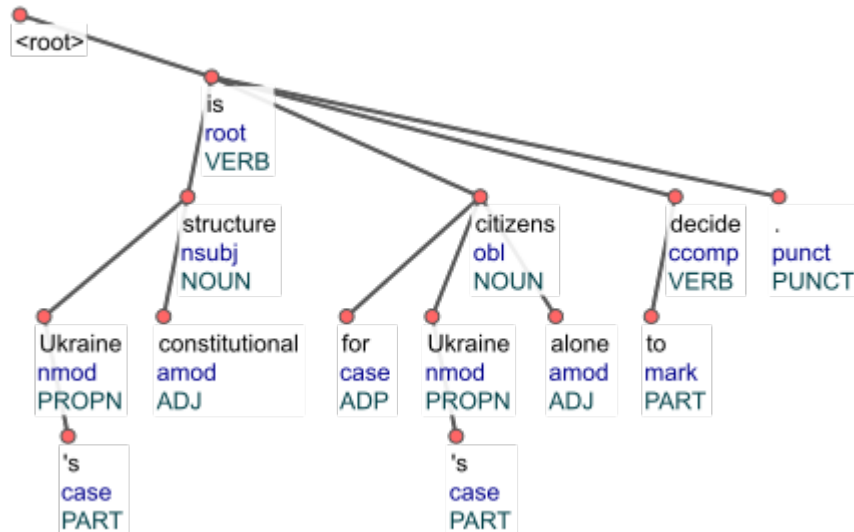 <root>
is
root
VERB
structure citizens decide .
nsubj obl ccomp punct
NOUN NOUN VERB PUNCT
Ukraine constitutional for Ukraine alone to
nmod amod case nmod amod mark
PROPN ADJ ADP PROPN ADJ PART
's 's
case case
PART PART